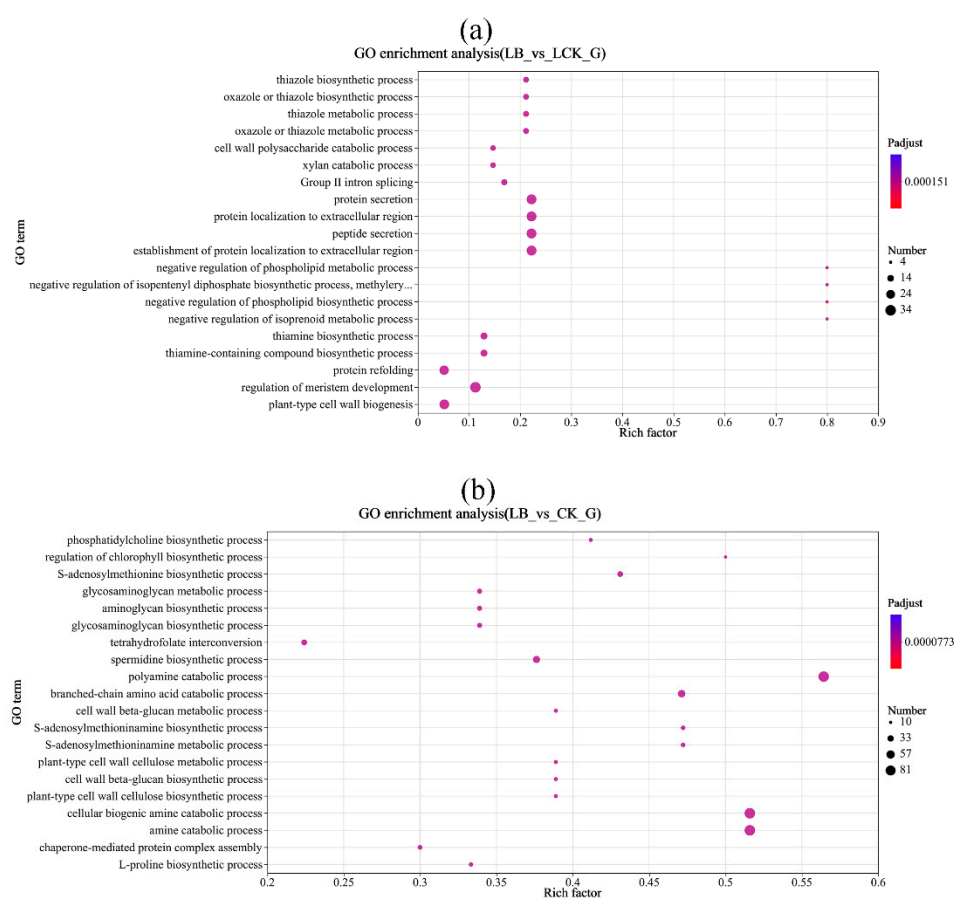 (a)
GO enrichment analysis(LB_vs_LCK_G)
thiazole biosynthetic process
oxazole or thiazole biosynthetic process
thiazole metabolic process
oxazole or thiazole metabolic process
cell wall polysaccharide catabolic process
xylan catabolic process
Group II intron splicing
protein secretion
protein localization to extracellular region
peptide secretion
establishment of protein localization to extracellular region
negative regulation of phospholipid metabolic process
negative regulation of isopentenyl diphosphate biosynthetic process, methylery...
negative regulation of phospholipid biosynthetic process
negative regulation of isoprenoid metabolic process
thiamine biosynthetic process
thiamine-containing compound biosynthetic process
protein refolding
regulation of meristem development
plant-type cell wall biogenesis
GO term
0 0.1 0.2 0.3 0.4 0.5 0.6 0.7 0.8 0.9
Rich factor
Padjust
0.000151
Number
4
14
24
34
(b)
GO enrichment analysis(LB_vs_CK_G)
phosphatidylcholine biosynthetic process
regulation of chlorophyll biosynthetic process
S-adenosylmethionine biosynthetic process
glycosaminoglycan metabolic process
aminoglycan biosynthetic process
glycosaminoglycan biosynthetic process
tetrahydrofolate interconversion
spermidine biosynthetic process
polyamine catabolic process
branched-chain amino acid catabolic process
cell wall beta-glucan metabolic process
S-adenosylmethioninamine biosynthetic process
S-adenosylmethioninamine metabolic process
plant-type cell wall cellulose metabolic process
cell wall beta-glucan biosynthetic process
plant-type cell wall cellulose biosynthetic process
cellular biogenic amine catabolic process
amine catabolic process
chaperone-mediated protein complex assembly
L-proline biosynthetic process
GO term
0.2 0.25 0.3 0.35 0.4 0.45 0.5 0.55 0.6
Rich factor
Padjust
0.0000773
Number
10
33
57
81